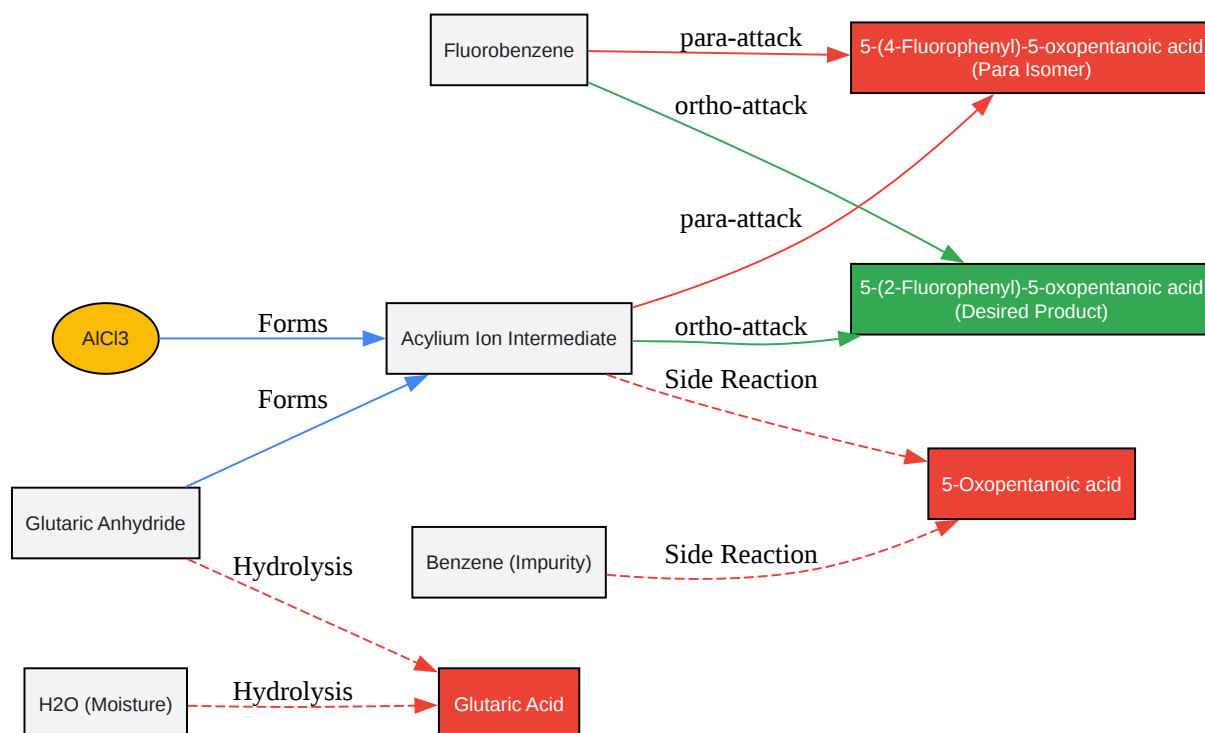 Fluorobenzene
para-attack
5-(4-Fluorophenyl)-5-oxopentanoic acid
(Para Isomer)
ortho-attack
para-attack
5-(2-Fluorophenyl)-5-oxopentanoic acid
(Desired Product)
AlCl3
Forms
Acylium Ion Intermediate
ortho-attack
Side Reaction
Forms
5-Oxopentanoic acid
Glutaric Anhydride
Benzene (Impurity)
Side Reaction
Hydrolysis
H2O (Moisture)
Hydrolysis
Glutaric Acid